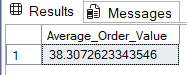 Results Messages
Average_Order_Value
1 38.3072623343546